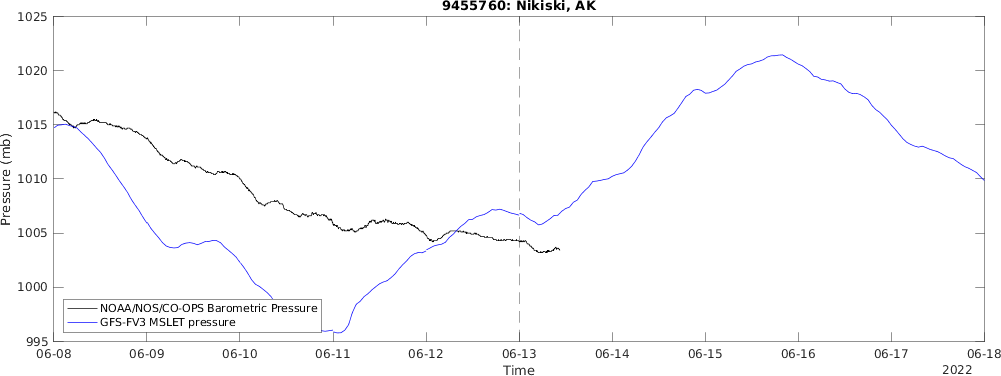 9455760: Nikiski, AK
1025
1020
1015
1010
1005
1000
995
Pressure (mb)
NOAA/NOS/CO-OPS Barometric Pressure
GFS-FV3 MSLET pressure
06-08 06-09 06-10 06-11 06-12 06-13 06-14 06-15 06-16 06-17 06-18
Time
2022